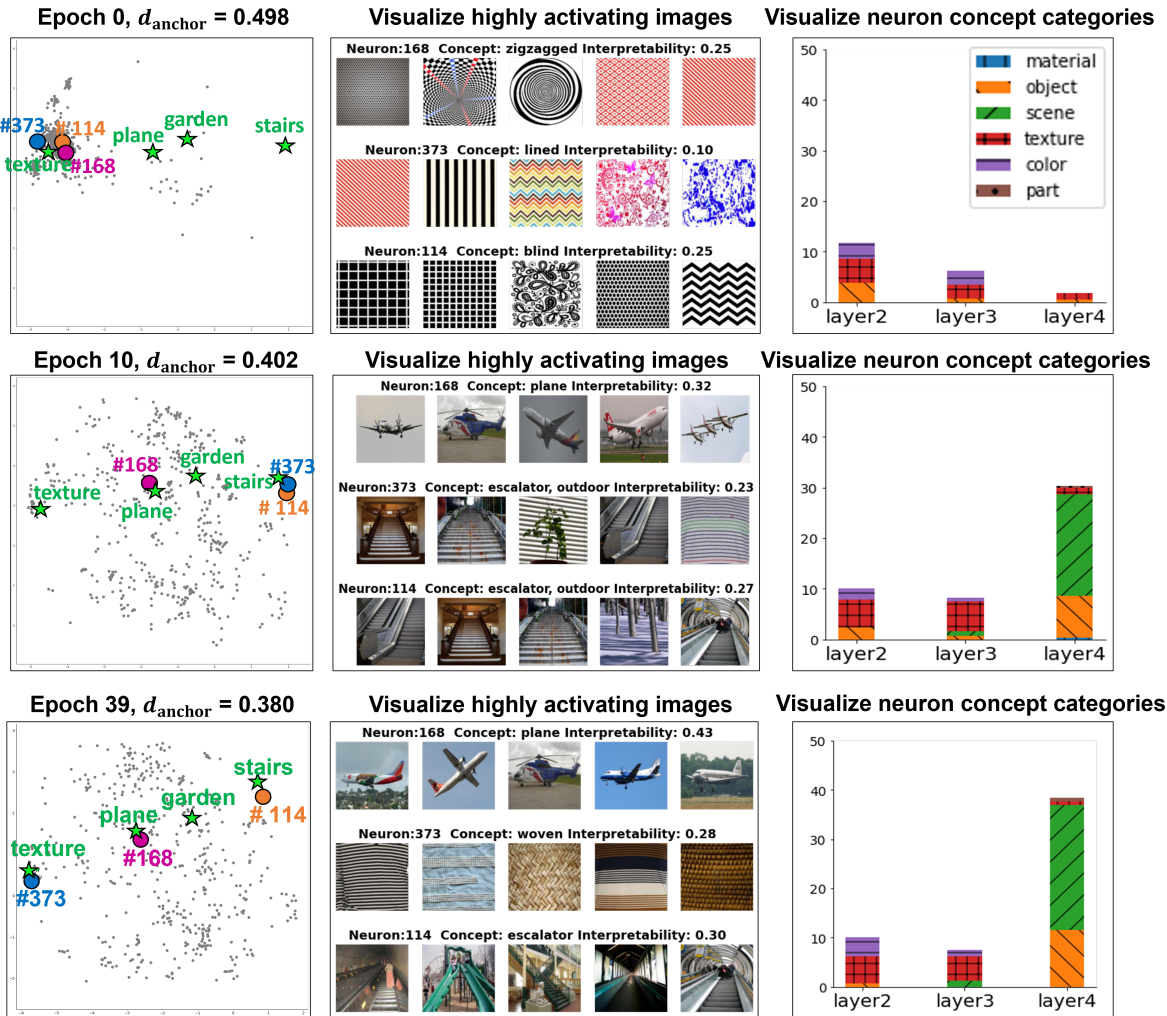 Epoch 0, d_anchor = 0.498
#373
# 114
texture
#168
plane
garden
stairs
Visualize highly activating images
Neuron:168 Concept: zigzagged Interpretability: 0.25
Neuron:373 Concept: lined Interpretability: 0.10
Neuron:114 Concept: blind Interpretability: 0.25
Visualize neuron concept categories
50
40
30
20
10
0
material
object
scene
texture
color
part
layer2
layer3
layer4
Epoch 10, d_anchor = 0.402
texture
#168
plane
garden
stairs
#373
# 114
Visualize highly activating images
Neuron:168 Concept: plane Interpretability: 0.32
Neuron:373 Concept: escalator, outdoor Interpretability: 0.23
Neuron:114 Concept: escalator, outdoor Interpretability: 0.27
Visualize neuron concept categories
50
40
30
20
10
0
layer2
layer3
layer4
Epoch 39, d_anchor = 0.380
stairs
# 114
garden
plane
#168
texture
#373
Visualize highly activating images
Neuron:168 Concept: plane Interpretability: 0.43
Neuron:373 Concept: woven Interpretability: 0.28
Neuron:114 Concept: escalator Interpretability: 0.30
Visualize neuron concept categories
50
40
30
20
10
0
layer2
layer3
layer4